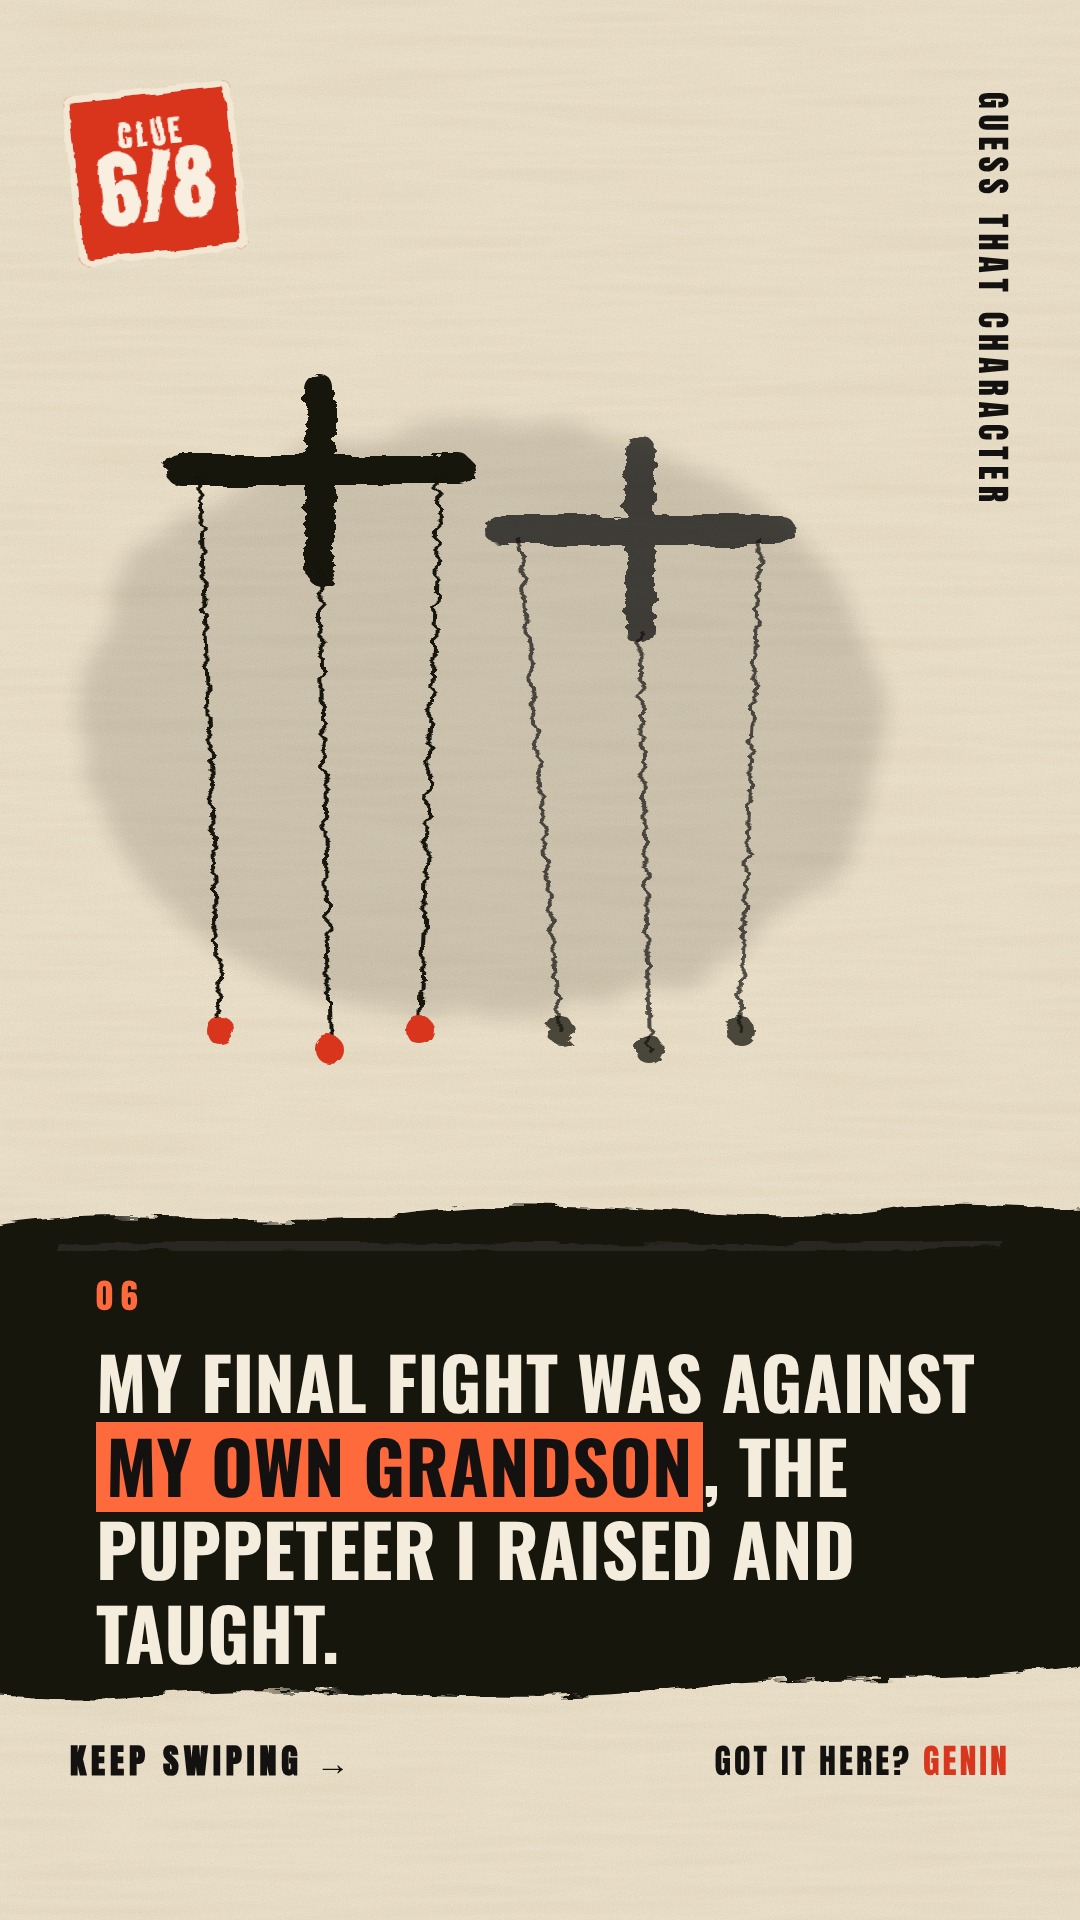 CLUE
6/8
GUESS THAT CHARACTER
06
MY FINAL FIGHT WAS AGAINST
MY OWN GRANDSON, THE
PUPPETEER I RAISED AND
TAUGHT.
KEEP SWIPING →
GOT IT HERE? GENIN